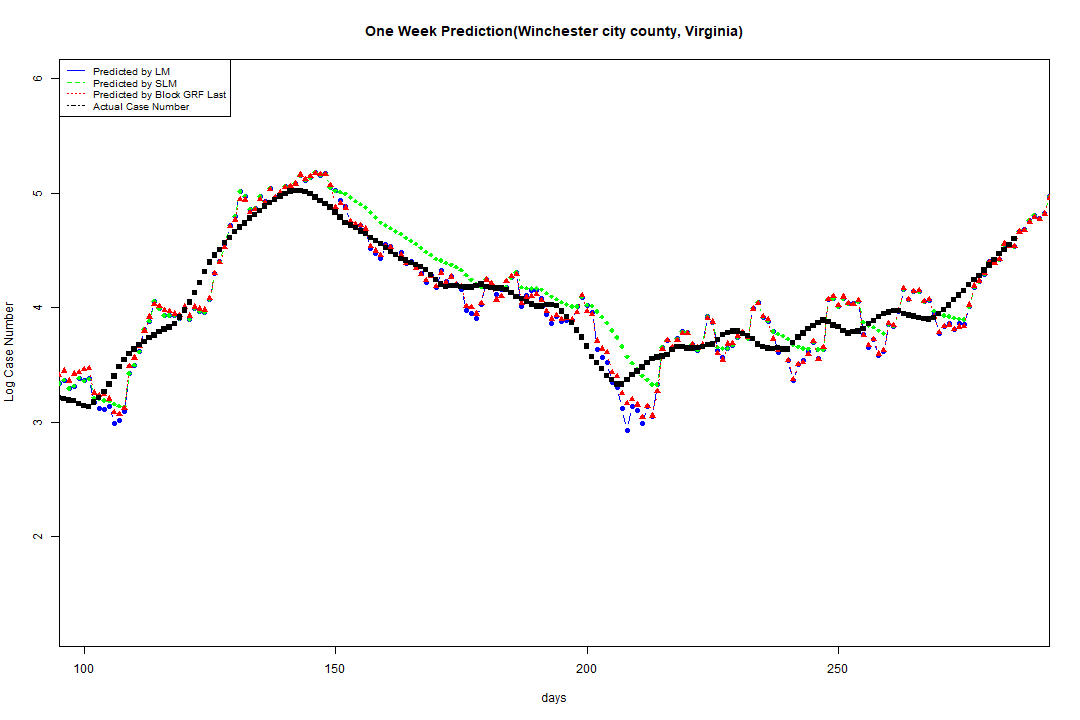 One Week Prediction(Winchester city county, Virginia)
Predicted by LM
Predicted by SLM
Predicted by Block GRF Last
Actual Case Number
6
5
4
3
2
Log Case Number
100 150 200 250
days